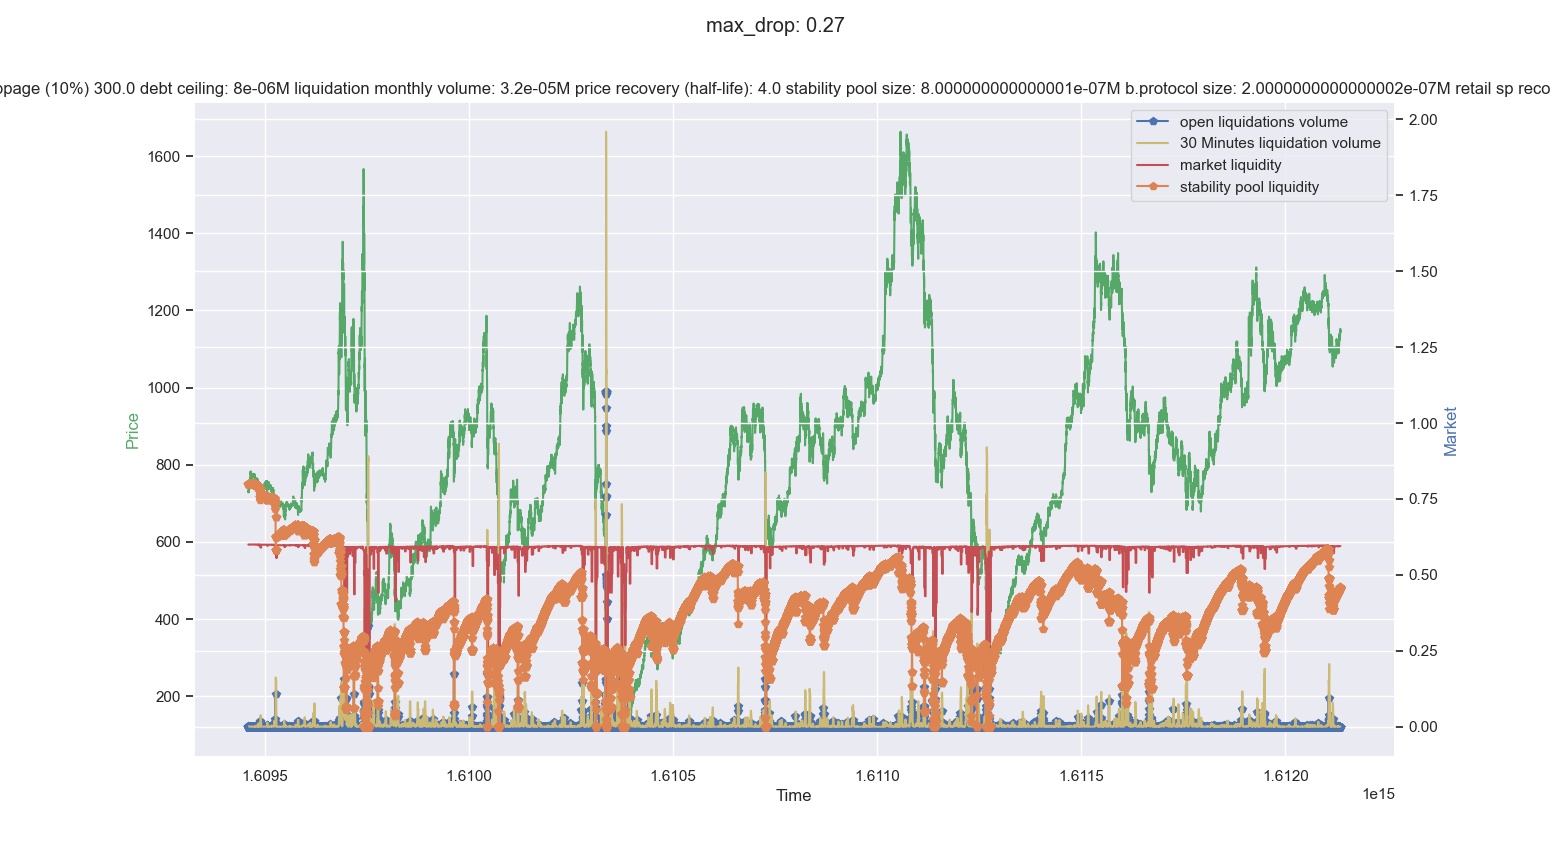 max_drop: 0.27
opage (10%) 300.0 debt ceiling: 8e-06M liquidation monthly volume: 3.2e-05M price recovery (half-life): 4.0 stability pool size: 8.000000000000001e-07M b.protocol size: 2.0000000000000002e-07M retail sp reco
open liquidations volume
30 Minutes liquidation volume
market liquidity
stability pool liquidity
1600
1400
1200
1000
800
600
400
200
Price
2.00
1.75
1.50
1.25
1.00
0.75
0.50
0.25
0.00
Market
1.6095 1.6100 1.6105 1.6110 1.6115 1.6120
Time
1e15